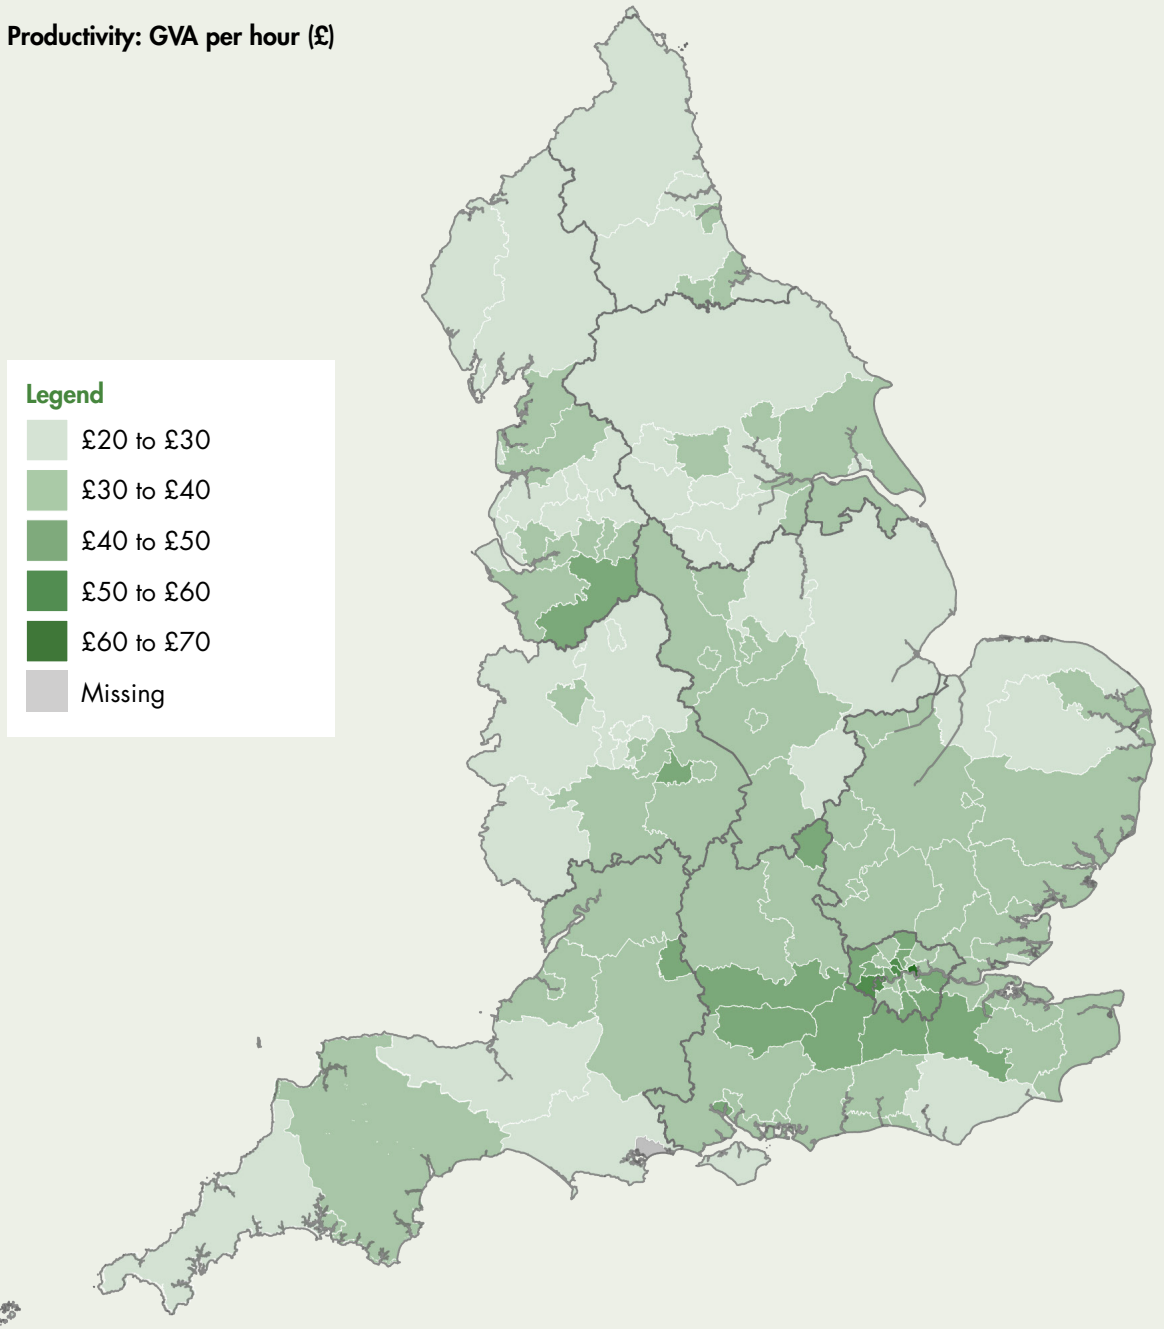 Productivity: GVA per hour (£)
Legend
£20 to £30
£30 to £40
£40 to £50
£50 to £60
£60 to £70
Missing